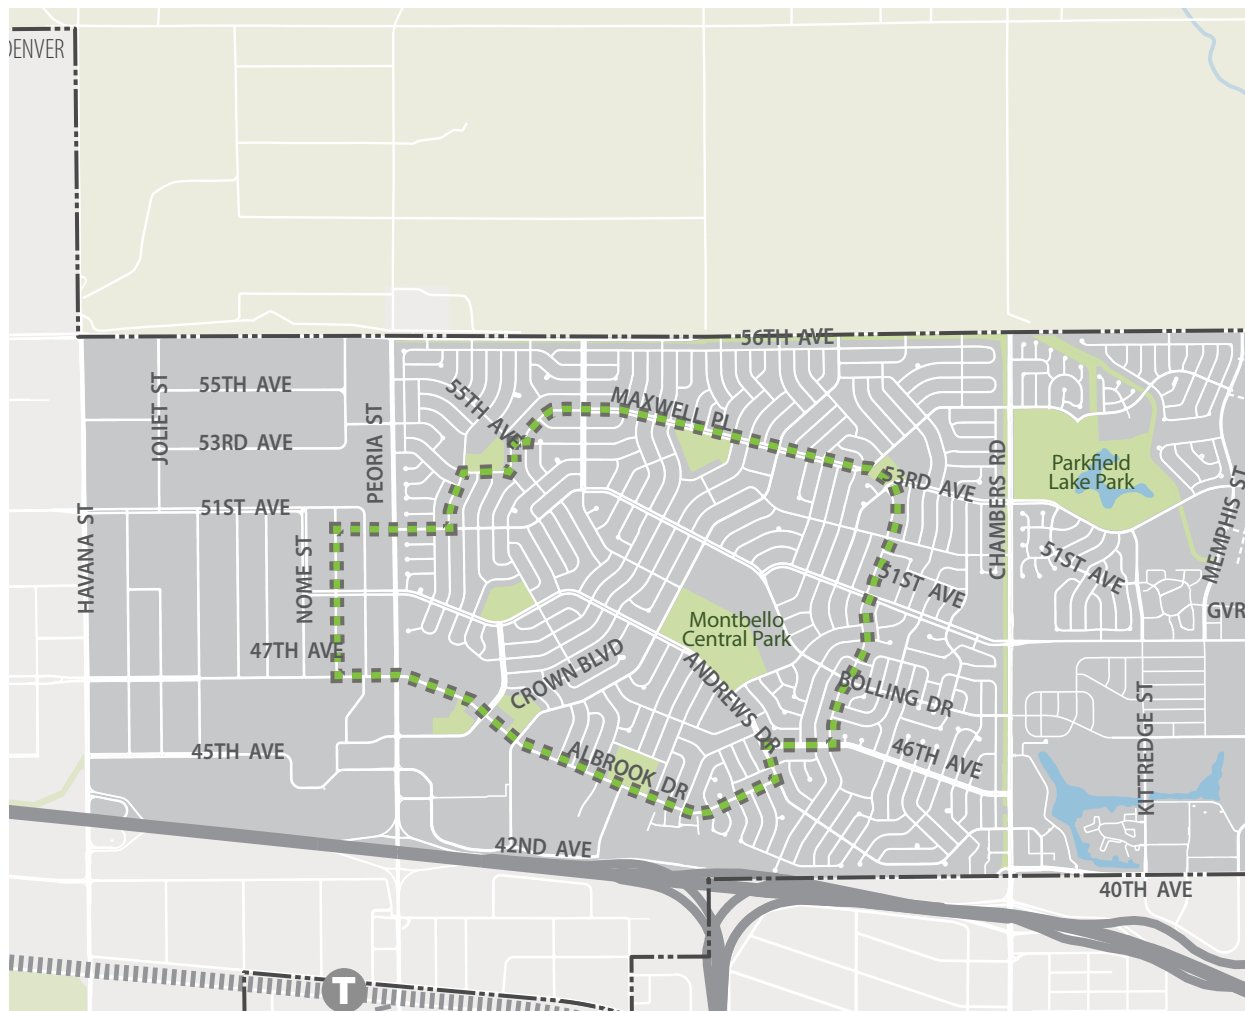 DENVER
56TH AVE
55TH AVE
JOLIET ST
53RD AVE
PEORIA ST
55TH AVE
MAXWELL PL
53RD AVE
CHAMBERS RD
Parkfield
Lake Park
MEMPHIS ST
51ST AVE
HAVANA ST
NOME ST
51ST AVE
51ST AVE
GVR
Montbello
Central Park
47TH AVE
CROWN BLVD
ANDREWS DR
BOLLING DR
KITTREDGE ST
45TH AVE
ALBROOK DR
46TH AVE
42ND AVE
40TH AVE
T